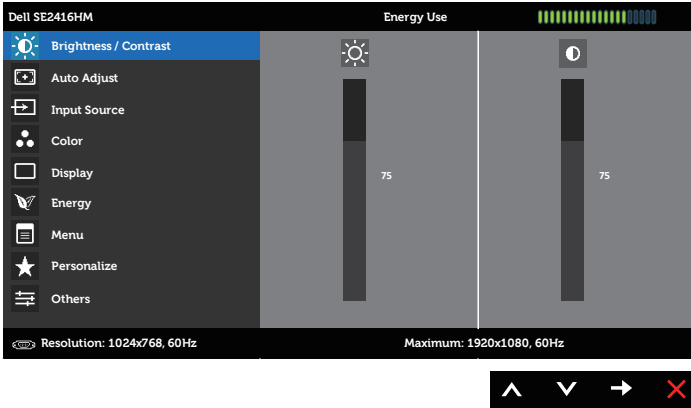 Dell SE2416HM Energy Use
Brightness / Contrast
Auto Adjust
Input Source
Color
Display
75 75
Energy
Menu
Personalize
Others
Resolution: 1024x768, 60Hz Maximum: 1920x1080, 60Hz